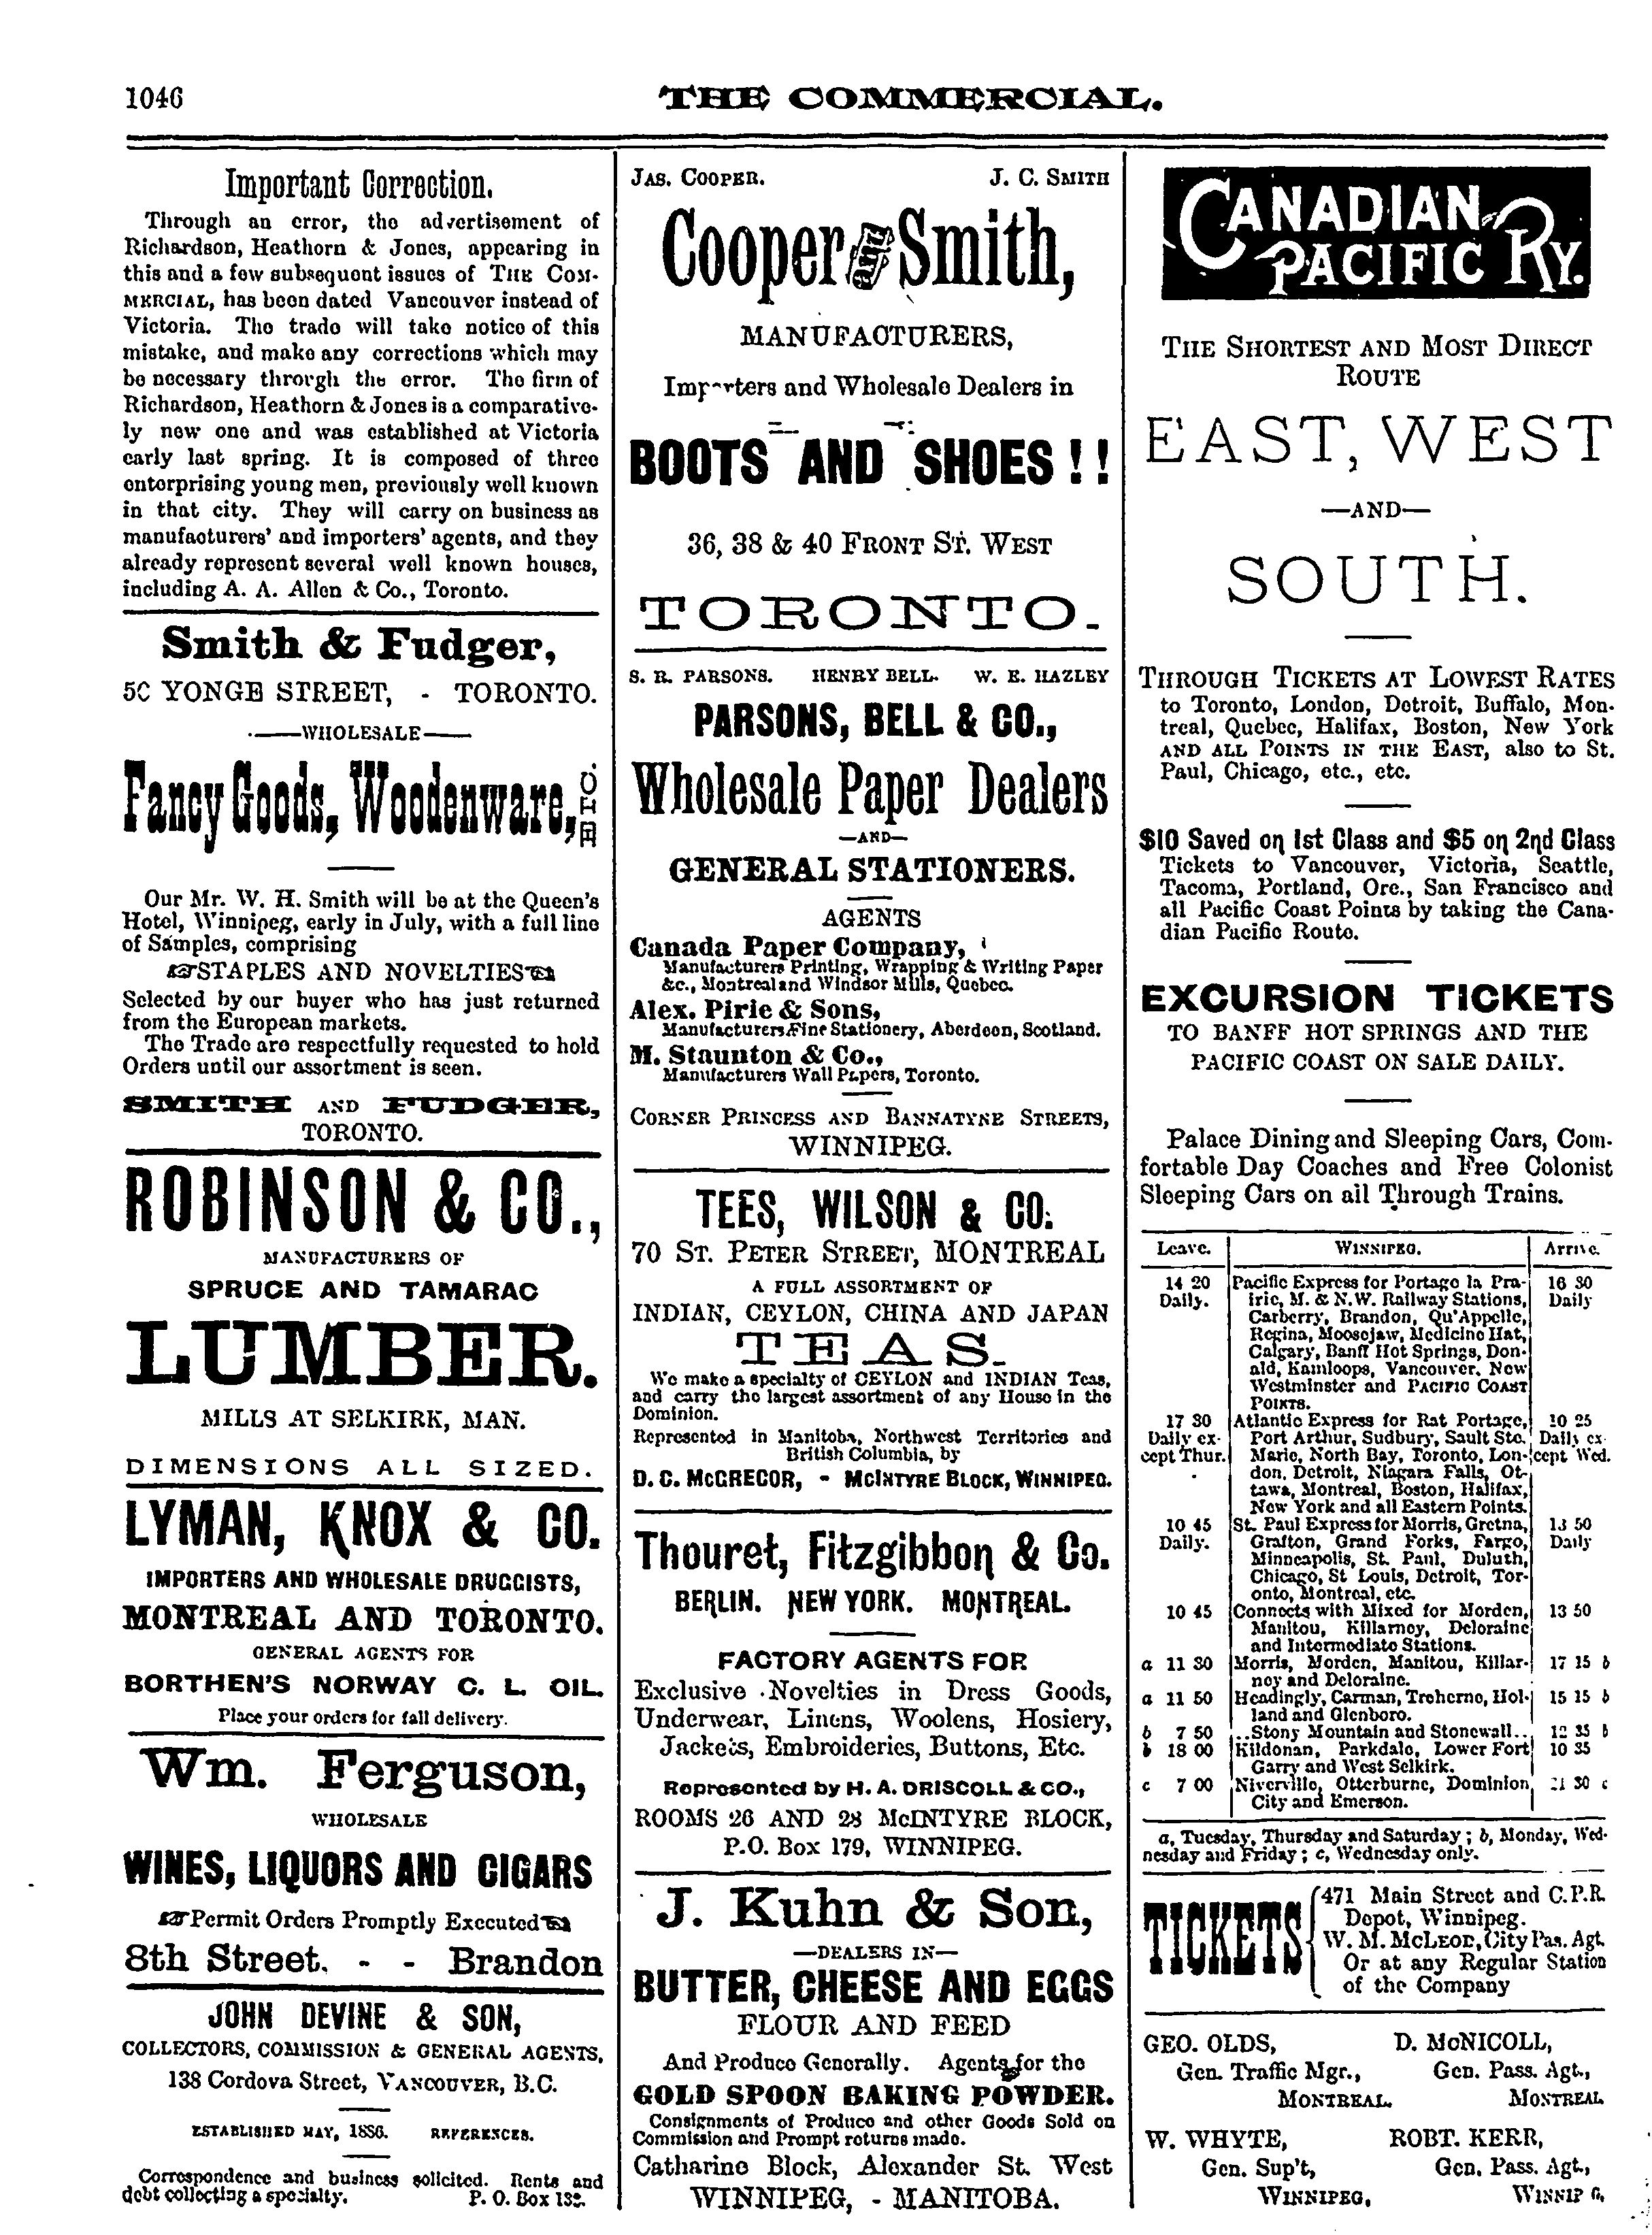 1046
THE COMMERCIAL.
Important Correction.
Through an error, the advertisement of
Richardson, Heathorn & Jones, appearing in
this and a few subsequent issues of THE COM-
MERCIAL, has been dated Vancouver instead of
Victoria. The trade will take notice of this
mistake, and make any corrections which may
be necessary through the error. The firm of
Richardson, Heathorn & Jones is a comparative-
ly new one and was established at Victoria
early last spring. It is composed of three
enterprising young men, previously well known
in that city. They will carry on business as
manufacturers' and importers' agents, and they
already represent several well known houses,
including A. A. Allen & Co., Toronto.
Smith & Fudger,
YONGE STREET, - TORONTO.
WHOLESALE
Fancy Goods, Woodenware, ETC.
Our Mr. W. H. Smith will be at the Queen's
Hotel, Winnipeg, early in July, with a full line
of Samples, comprising
STAPLES AND NOVELTIES
Selected by our buyer who has just returned
from the European markets.
The Trade are respectfully requested to hold
Orders until our assortment is seen.
SMITH AND FUDGER,
TORONTO.
ROBINSON & CO.,
MANUFACTURERS OF
SPRUCE AND TAMARAC
LUMBER.
MILLS AT SELKIRK, MAN.
DIMENSIONS ALL SIZED.
LYMAN, KNOX & CO.
IMPORTERS AND WHOLESALE DRUGGISTS,
MONTREAL AND TORONTO.
GENERAL AGENTS FOR
BORTHEN'S NORWAY C. L. OIL.
Place your orders for fall delivery.
Wm. Ferguson,
WHOLESALE
WINES, LIQUORS AND CIGARS
Permit Orders Promptly Executed
8th Street, - - Brandon
JOHN DEVINE & SON,
COLLECTORS, COMMISSION & GENERAL AGENTS,
138 Cordova Street, VANCOUVER, B.C.
ESTABLISHED MAY, 1886. REFERENCES.
Correspondence and business solicited. Rents and
debt collecting a specialty. P. O. Box 132.
JAS. COOPER. J. C. SMITH
Cooper and Smith,
MANUFACTURERS,
Importers and Wholesale Dealers in
BOOTS AND SHOES!!
36, 38 & 40 FRONT ST. WEST
TORONTO.
S. R. PARSONS. HENRY BELL. W. E. HAZLEY
PARSONS, BELL & CO.,
Wholesale Paper Dealers
—AND—
GENERAL STATIONERS.
AGENTS
Canada Paper Company,
Manufacturers Printing, Wrapping & Writing Paper
&c., Montreal and Windsor Mills, Quebec.
Alex. Pirie & Sons,
Manufacturers Fine Stationery, Aberdeen, Scotland.
M. Staunton & Co.,
Manufacturers Wall Papers, Toronto.
CORNER PRINCESS AND BANNATYNE STREETS,
WINNIPEG.
TEES, WILSON & CO.
70 ST. PETER STREET, MONTREAL
A FULL ASSORTMENT OF
INDIAN, CEYLON, CHINA AND JAPAN
TEAS.
We make a specialty of CEYLON and INDIAN Teas,
and carry the largest assortment of any House in the
Dominion.
Represented in Manitoba, Northwest Territories and
British Columbia, by
D. C. McGREGOR, - McINTYRE BLOCK, WINNIPEG.
Thouret, Fitzgibbon & Co.
BERLIN. NEW YORK. MONTREAL.
FACTORY AGENTS FOR
Exclusive Novelties in Dress Goods,
Underwear, Linens, Woolens, Hosiery,
Jackets, Embroideries, Buttons, Etc.
Represented by H. A. DRISCOLL & CO.,
ROOMS 26 AND 28 McINTYRE BLOCK,
P.O. Box 179, WINNIPEG.
J. Kuhn & Son,
—DEALERS IN—
BUTTER, CHEESE AND EGGS
FLOUR AND FEED
And Produce Generally. Agents for the
GOLD SPOON BAKING POWDER.
Consignments of Produce and other Goods Sold on
Commission and Prompt returns made.
Catharine Block, Alexander St. West
WINNIPEG, - MANITOBA.
CANADIAN
PACIFIC RY.
THE SHORTEST AND MOST DIRECT
ROUTE
EAST, WEST
—AND—
SOUTH.
THROUGH TICKETS AT LOWEST RATES
to Toronto, London, Detroit, Buffalo, Mon-
treal, Quebec, Halifax, Boston, New York
AND ALL POINTS IN THE EAST, also to St.
Paul, Chicago, etc., etc.
$10 Saved on 1st Class and $5 on 2nd Class
Tickets to Vancouver, Victoria, Seattle,
Tacoma, Portland, Ore., San Francisco and
all Pacific Coast Points by taking the Cana-
dian Pacific Route.
EXCURSION TICKETS
TO BANFF HOT SPRINGS AND THE
PACIFIC COAST ON SALE DAILY.
Palace Dining and Sleeping Cars, Com-
fortable Day Coaches and Free Colonist
Sleeping Cars on all Through Trains.
Leave. WINNIPEG. Arrive.
14 20 Pacific Express for Portage la Pra- 16 30
Daily. irie, M. & N.W. Railway Stations, Daily
Carberry, Brandon, Qu'Appelle,
Regina, Moosejaw, Medicine Hat,
Calgary, Banff Hot Springs, Don-
ald, Kamloops, Vancouver, New
Westminster and PACIFIC COAST
POINTS.
17 30 Atlantic Express for Rat Portage, 10 25
Daily ex- Port Arthur, Sudbury, Sault Ste. Daily ex-
cept Thur. Marie, North Bay, Toronto, Lon- cept Wed.
don, Detroit, Niagara Falls, Ot-
tawa, Montreal, Boston, Halifax,
New York and all Eastern Points.
10 45 St. Paul Express for Morris, Gretna, 13 50
Daily. Grafton, Grand Forks, Fargo, Daily
Minneapolis, St. Paul, Duluth,
Chicago, St Louis, Detroit, Tor-
onto, Montreal, etc.
10 45 Connects with Mixed for Morden, 13 50
Manitou, Killarney, Deloraine
and Intermediate Stations.
a 11 30 Morris, Morden, Manitou, Killar- 17 15 b
ney and Deloraine.
a 11 50 Headingly, Carman, Treherne, Hol- 15 15 b
land and Glenboro.
b 7 50 ..Stony Mountain and Stonewall.. 12 35 b
b 18 00 Kildonan, Parkdale, Lower Fort 10 35
Garry and West Selkirk.
c 7 00 Niverville, Otterburne, Dominion 21 30 c
City and Emerson.
a, Tuesday, Thursday and Saturday; b, Monday, Wed-
nesday and Friday; c, Wednesday only.
TICKETS
471 Main Street and C.P.R.
Depot, Winnipeg.
W. M. McLEOD, City Pas. Agt.
Or at any Regular Station
of the Company
GEO. OLDS, D. McNICOLL,
Gen. Traffic Mgr., Gen. Pass. Agt.,
MONTREAL. MONTREAL
W. WHYTE, ROBT. KERR,
Gen. Sup't, Gen. Pass. Agt.,
WINNIPEG, WINNIP G,